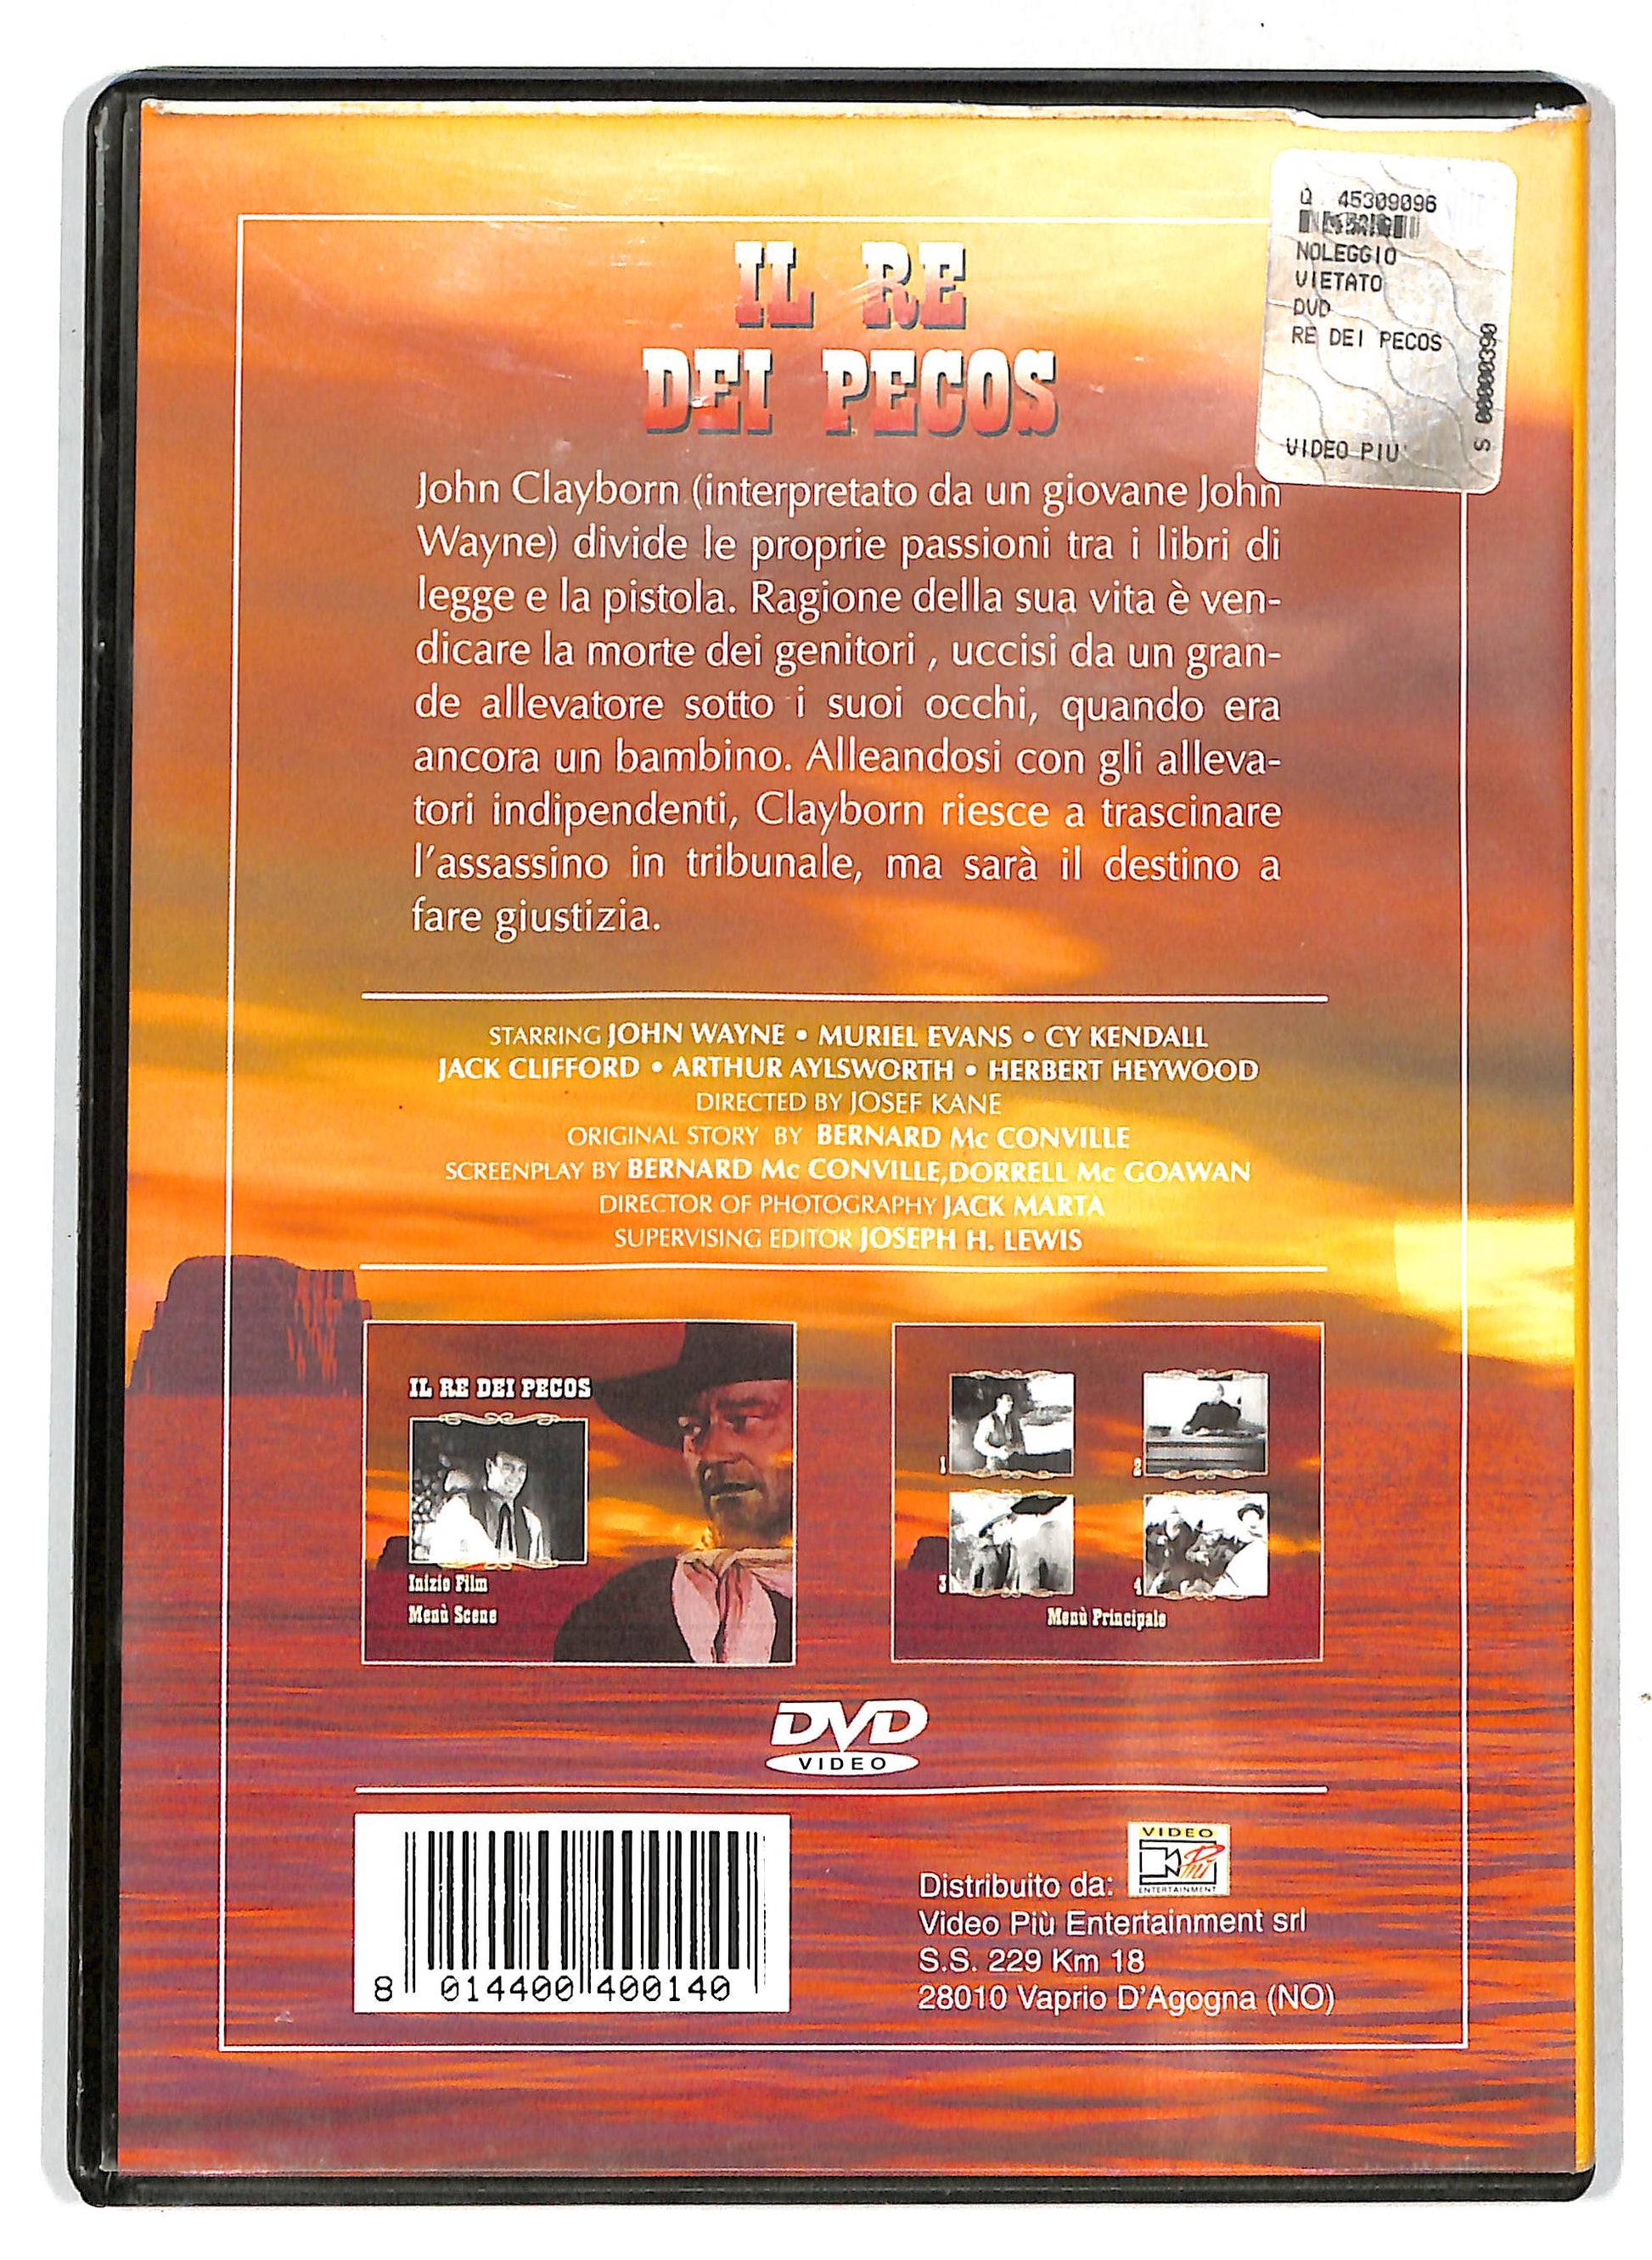 Q 45309096
NOLEGGIO
VIETATO
DVD
RE DEI PECOS
VIDEO PIU'
S 00000390
IL RE
DEI PECOS
John Clayborn (interpretato da un giovane John
Wayne) divide le proprie passioni tra i libri di
legge e la pistola. Ragione della sua vita è ven-
dicare la morte dei genitori , uccisi da un gran-
de allevatore sotto i suoi occhi, quando era
ancora un bambino. Alleandosi con gli alleva-
tori indipendenti, Clayborn riesce a trascinare
l'assassino in tribunale, ma sarà il destino a
fare giustizia.
STARRING JOHN WAYNE • MURIEL EVANS • CY KENDALL
JACK CLIFFORD • ARTHUR AYLSWORTH • HERBERT HEYWOOD
DIRECTED BY JOSEF KANE
ORIGINAL STORY BY BERNARD Mc CONVILLE
SCREENPLAY BY BERNARD Mc CONVILLE,DORRELL Mc GOAWAN
DIRECTOR OF PHOTOGRAPHY JACK MARTA
SUPERVISING EDITOR JOSEPH H. LEWIS
IL RE DEI PECOS
Inizio Film
Menù Scene
1
2
3
4
Menù Principale
DVD
VIDEO
8 014400 400140
VIDEO
Più
ENTERTAINMENT
Distribuito da:
Video Più Entertainment srl
S.S. 229 Km 18
28010 Vaprio D'Agogna (NO)